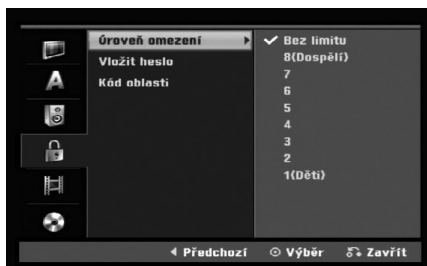 Úroveň omezení
Vložit heslo
Kód oblasti
Bez limitu
8(Dospělí)
7
6
5
4
3
2
1(Děti)
A
Předchozí Výběr Zavřít